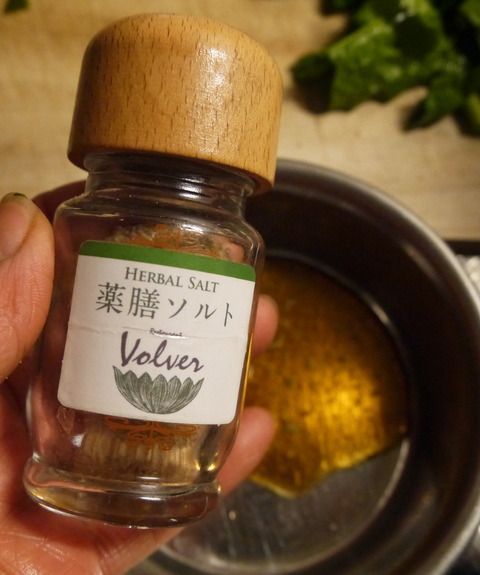 HERBAL SALT
薬膳ソルト
Restaurant
Volver